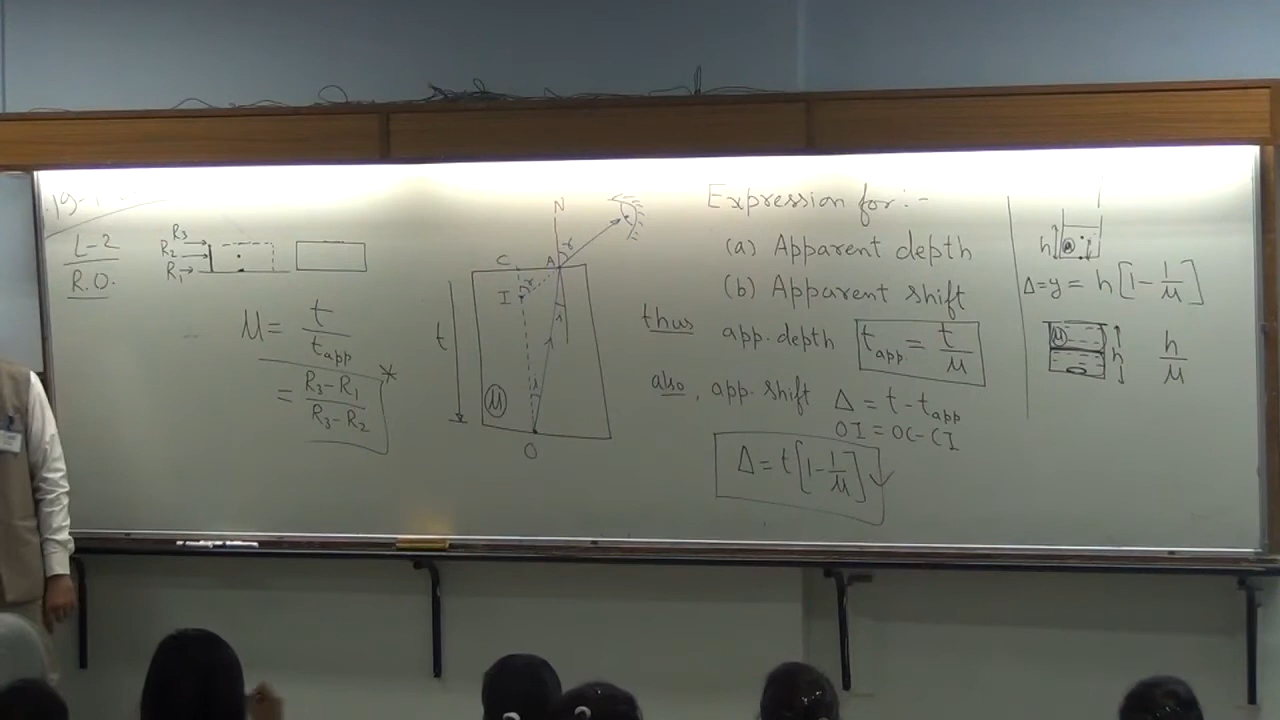 19-
L-2
R.O.
R₃
R₂
R₁
μ = t / t_app
= (R₃-R₁) / (R₃-R₂)
*
N
r
C
A
I
r
i
t
μ
i
O
Expression for:-
(a) Apparent depth
(b) Apparent shift
thus app. depth t_app. = t/μ
also, app. shift Δ = t - t_app
OI = OC - CI
Δ = t[1 - 1/μ]
h
μ
Δ = y = h[1 - 1/μ]
μ
h
h/μ